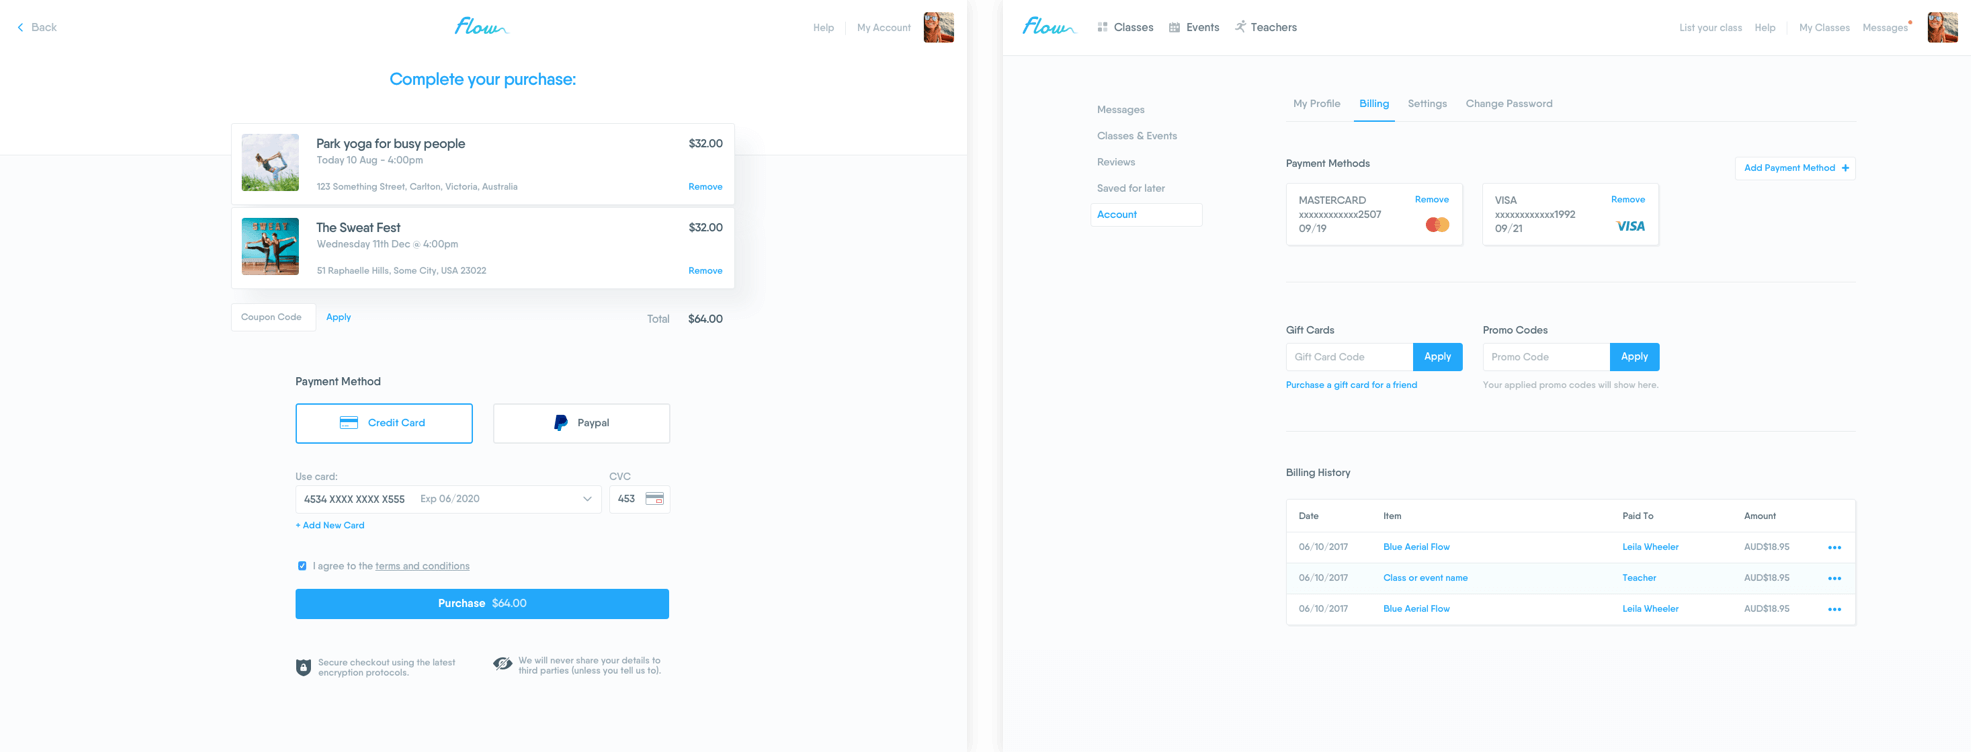 Back
Flow
Help
My Account
Complete your purchase:
Park yoga for busy people
$32.00
Today 10 Aug - 4:00pm
123 Something Street, Carlton, Victoria, Australia
Remove
SWEAT
The Sweat Fest
$32.00
Wednesday 11th Dec @ 4:00pm
51 Raphaelle Hills, Some City, USA 23022
Remove
Coupon Code
Apply
Total
$64.00
Payment Method
Credit Card
Paypal
Use card:
CVC
4534 XXXX XXXX X555
Exp 06/2020
453
+ Add New Card
I agree to the terms and conditions
Purchase $64.00
Secure checkout using the latest
encryption protocols.
We will never share your details to
third parties (unless you tell us to).
Flow
Classes
Events
Teachers
List your class
Help
My Classes
Messages
Messages
Classes & Events
Reviews
Saved for later
Account
My Profile
Billing
Settings
Change Password
Payment Methods
Add Payment Method +
MASTERCARD
Remove
xxxxxxxxxxxx2507
09/19
VISA
Remove
xxxxxxxxxxxx1992
09/21
VISA
Gift Cards
Gift Card Code
Apply
Purchase a gift card for a friend
Promo Codes
Promo Code
Apply
Your applied promo codes will show here.
Billing History
Date Item Paid To Amount
06/10/2017 Blue Aerial Flow Leila Wheeler AUD$18.95
06/10/2017 Class or event name Teacher AUD$18.95
06/10/2017 Blue Aerial Flow Leila Wheeler AUD$18.95